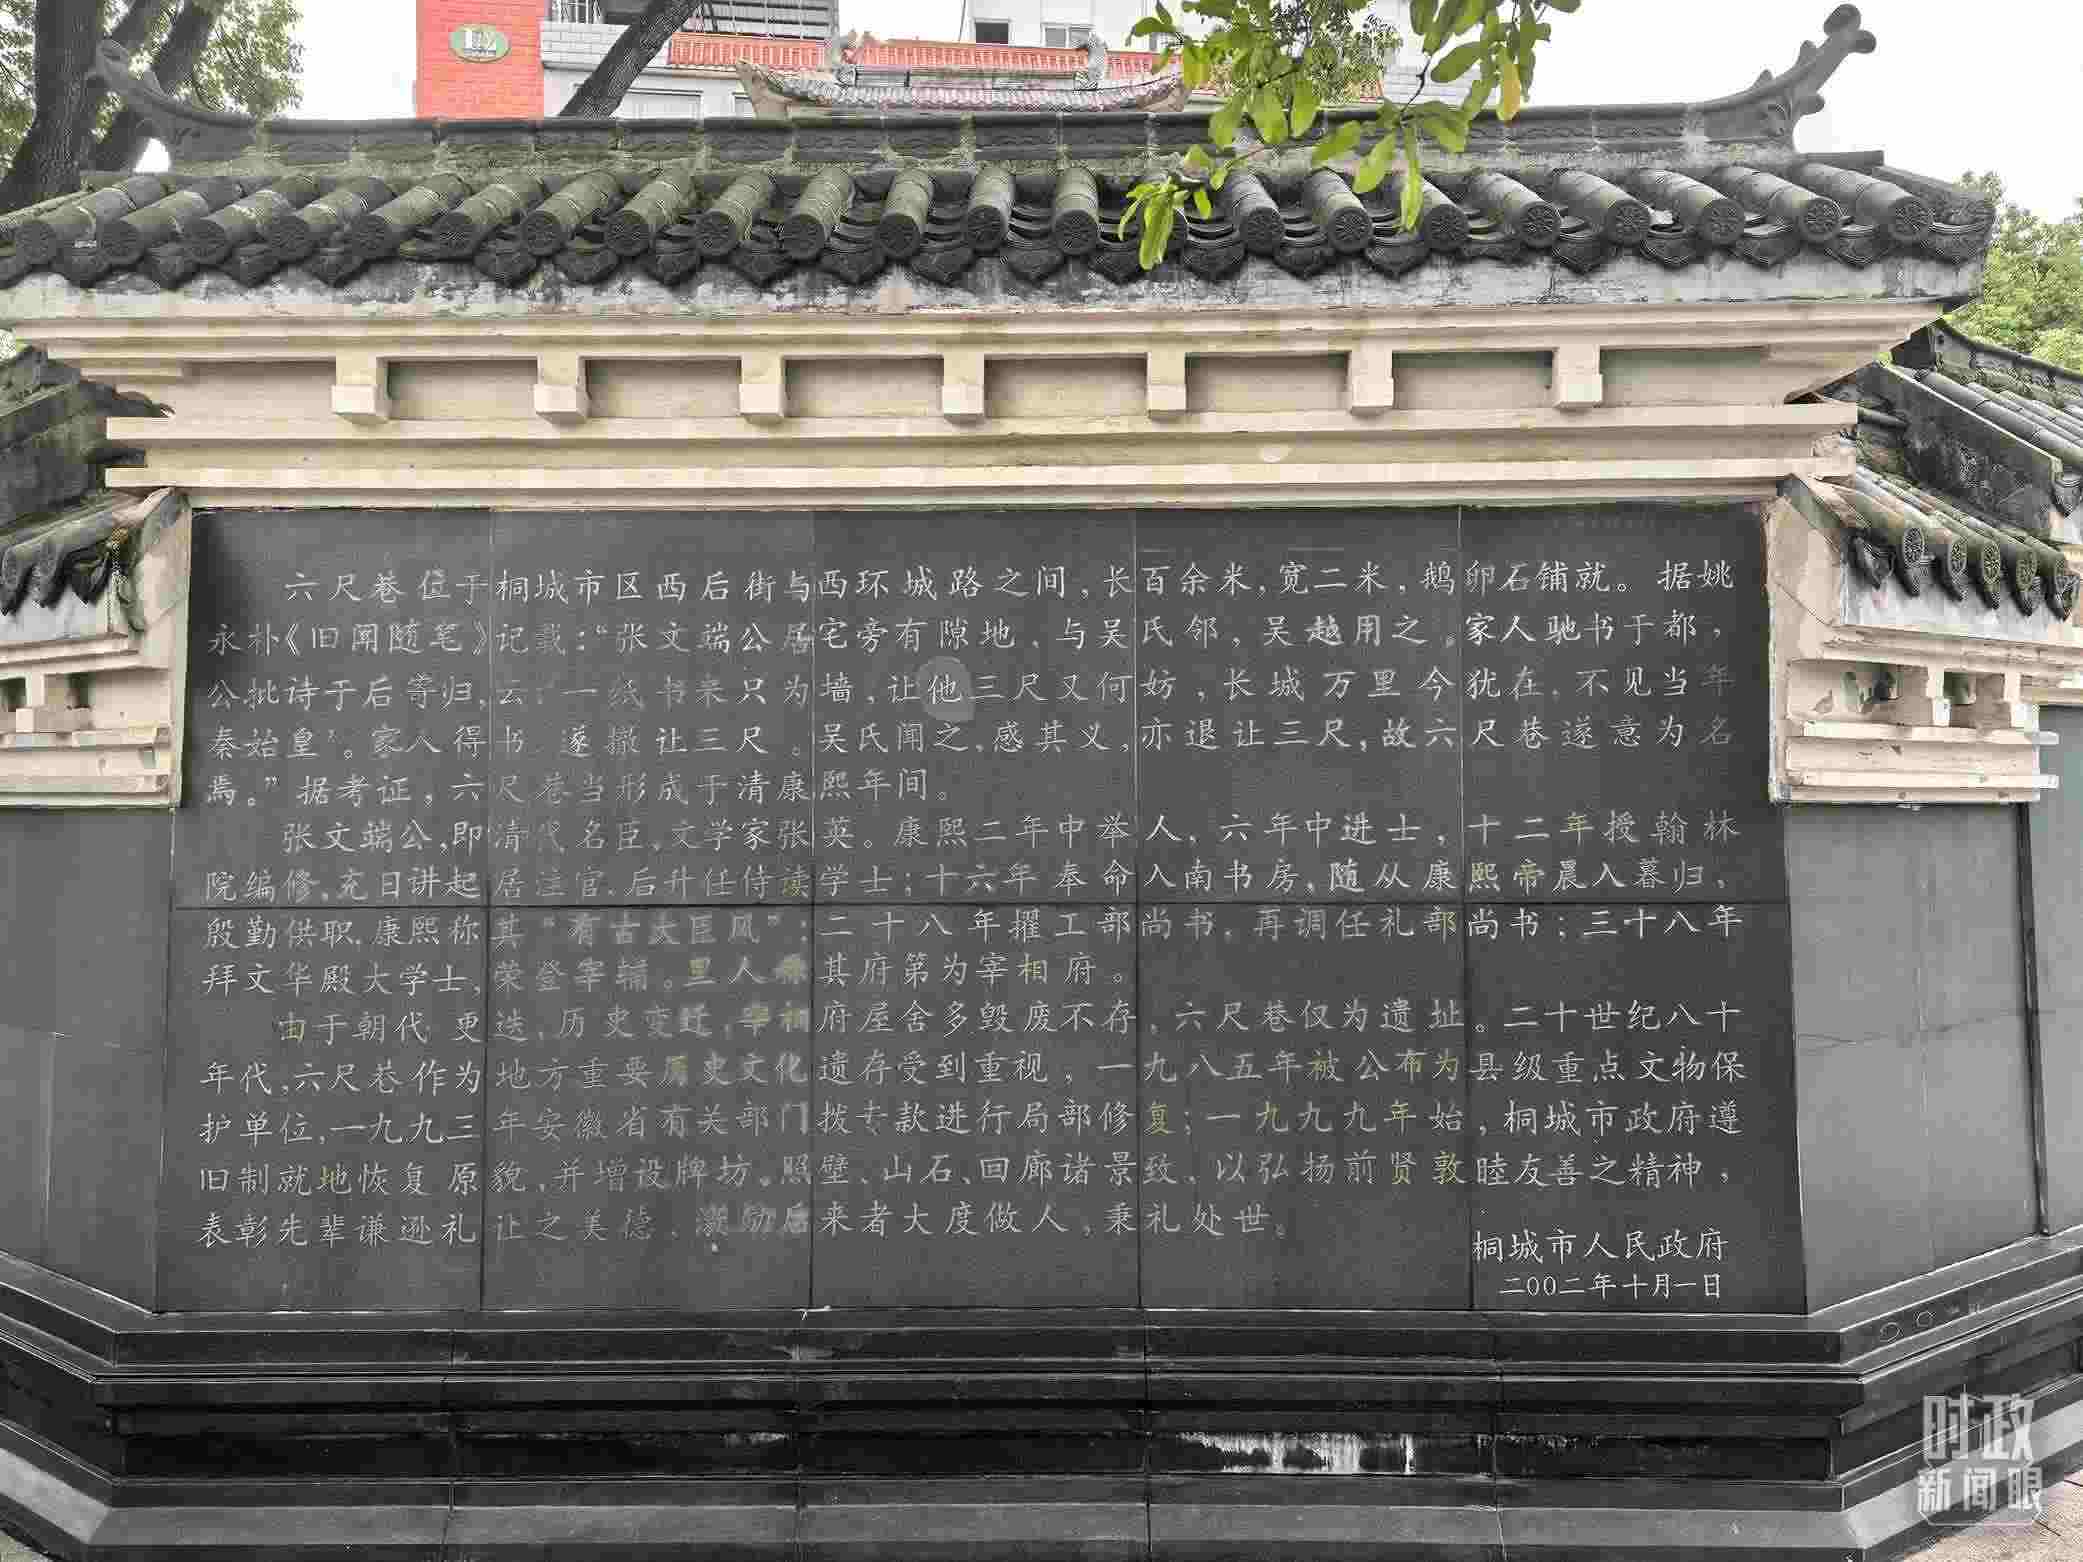 六尺巷位于桐城市区西后街与西环城路之间，长百余米，宽二米，鹅卵石铺就。据姚
永朴《旧闻随笔》记载：“张文端公居宅旁有隙地，与吴氏邻，吴越用之。家人驰书于都，
公批诗于后寄归，云：‘一纸书来只为墙，让他三尺又何妨，长城万里今犹在，不见当年
秦始皇’。家人得书，遂撤让三尺。吴氏闻之，感其义，亦退让三尺，故六尺巷遂意为名
焉。”据考证，六尺巷当形成于清康熙年间。
张文端公，即清代名臣，文学家张英。康熙二年中举人，六年中进士，十二年授翰林
院编修，充日讲起居注官，后升任侍读学士；十六年奉命入南书房，随从康熙帝晨入暮归，
殷勤供职，康熙称其“有古大臣风”；二十八年擢工部尚书，再调任礼部尚书；三十八年
拜文华殿大学士，荣登宰辅。里人称其府第为宰相府。
由于朝代更迭，历史变迁，宰相府屋舍多毁废不存，六尺巷仅为遗址。二十世纪八十
年代，六尺巷作为地方重要历史文化遗存受到重视，一九八五年被公布为县级重点文物保
护单位，一九九三年安徽省有关部门拨专款进行局部修复；一九九九年始，桐城市政府遵
旧制就地恢复原貌，并增设牌坊、照壁、山石、回廊诸景致，以弘扬前贤敦睦友善之精神，
表彰先辈谦逊礼让之美德，激励后来者大度做人，秉礼处世。
桐城市人民政府
二00二年十月一日
时政
新闻眼